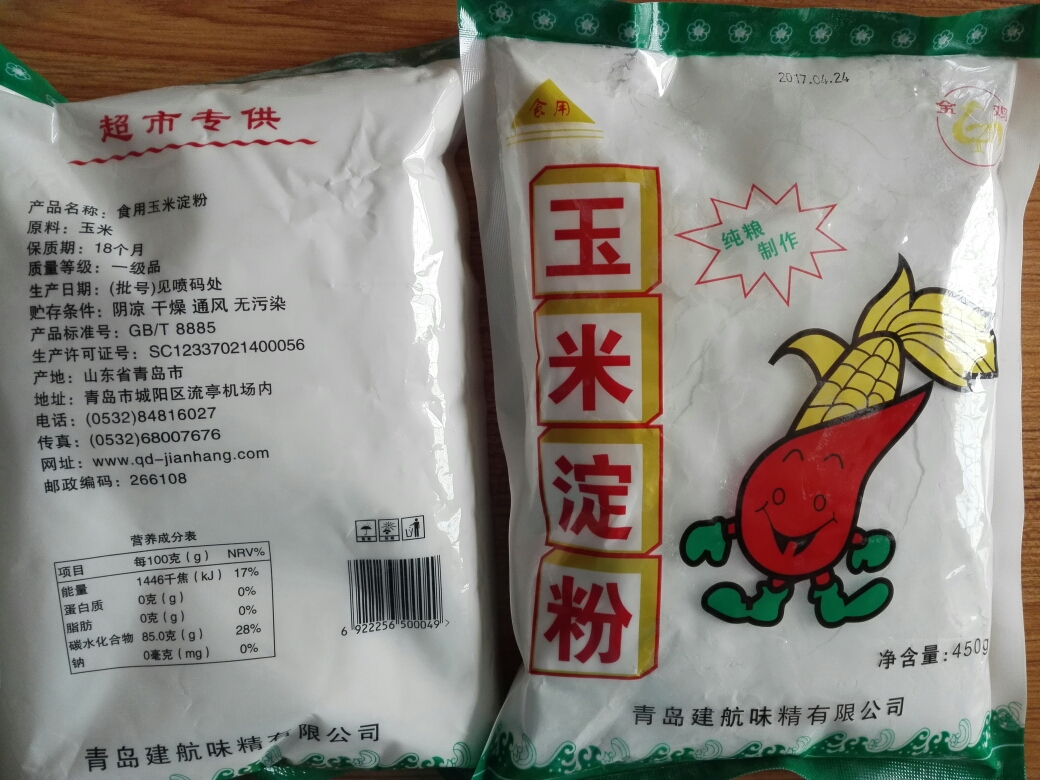 超市专供
产品名称：食用玉米淀粉
原料：玉米
保质期：18个月
质量等级：一级品
生产日期：(批号)见喷码处
贮存条件：阴凉 干燥 通风 无污染
产品标准号：GB/T 8885
生产许可证号：SC12337021400056
产地：山东省青岛市
地址：青岛市城阳区流亭机场内
电话：(0532)84816027
传真：(0532)68007676
网址：www.qd-jianhang.com
邮政编码：266108
营养成分表
项目 每100克(g) NRV%
能量 1446千焦(kJ) 17%
蛋白质 0克(g) 0%
脂肪 0克(g) 0%
碳水化合物 85.0克(g) 28%
钠 0毫克(mg) 0%
6 922256 500049 >
青岛建航味精有限公司
2017.04.24
食用
金鸡
玉米淀粉
纯粮
制作
净含量:450g
青岛建航味精有限公司